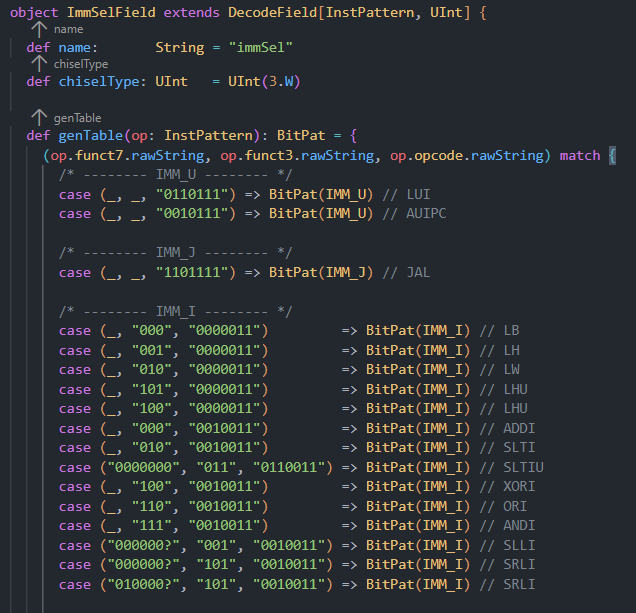 object ImmSelField extends DecodeField[InstPattern, UInt] {
name
def name:       String = "immSel"
chiselType
def chiselType: UInt   = UInt(3.W)
genTable
def genTable(op: InstPattern): BitPat = {
(op.funct7.rawString, op.funct3.rawString, op.opcode.rawString) match {
/* -------- IMM_U -------- */
case (_, _, "0110111") => BitPat(IMM_U) // LUI
case (_, _, "0010111") => BitPat(IMM_U) // AUIPC
/* -------- IMM_J -------- */
case (_, _, "1101111") => BitPat(IMM_J) // JAL
/* -------- IMM_I -------- */
case (_, "000", "0000011")         => BitPat(IMM_I) // LB
case (_, "001", "0000011")         => BitPat(IMM_I) // LH
case (_, "010", "0000011")         => BitPat(IMM_I) // LW
case (_, "101", "0000011")         => BitPat(IMM_I) // LHU
case (_, "100", "0000011")         => BitPat(IMM_I) // LHU
case (_, "000", "0010011")         => BitPat(IMM_I) // ADDI
case (_, "010", "0010011")         => BitPat(IMM_I) // SLTI
case ("0000000", "011", "0110011") => BitPat(IMM_I) // SLTIU
case (_, "100", "0010011")         => BitPat(IMM_I) // XORI
case (_, "110", "0010011")         => BitPat(IMM_I) // ORI
case (_, "111", "0010011")         => BitPat(IMM_I) // ANDI
case ("000000?", "001", "0010011") => BitPat(IMM_I) // SLLI
case ("000000?", "101", "0010011") => BitPat(IMM_I) // SRLI
case ("010000?", "101", "0010011") => BitPat(IMM_I) // SRLI